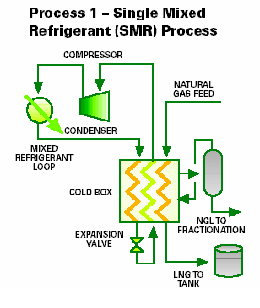 Process 1 – Single Mixed
Refrigerant (SMR) Process
COMPRESSOR
NATURAL
GAS FEED
CONDENSER
MIXED
REFRIGERANT
LOOP
COLD BOX
NGL TO
FRACTIONATION
EXPANSION
VALVE
LNG TO
TANK